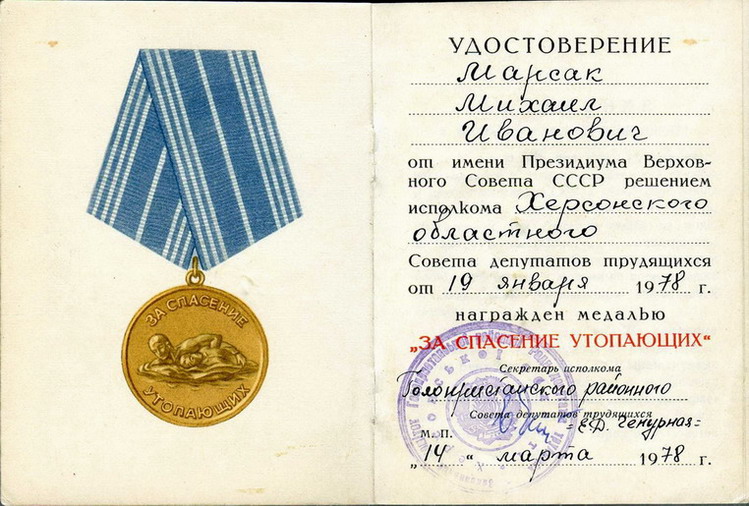 ЗА СПАСЕНИЕ
УТОПАЮЩИХ
УДОСТОВЕРЕНИЕ
Марсак
Михаил
Иванович
от имени Президиума Верхов-
ного Совета СССР решением
исполкома Херсонского
областного
Совета депутатов трудящихся
от 19 января 1978 г.
награжден медалью
„ЗА СПАСЕНИЕ УТОПАЮЩИХ“
Секретарь исполкома
Голопристанского районного
Совета депутатов трудящихся
=Е.Д. Чепурная=
М. П.
„14“ марта 1978 г.